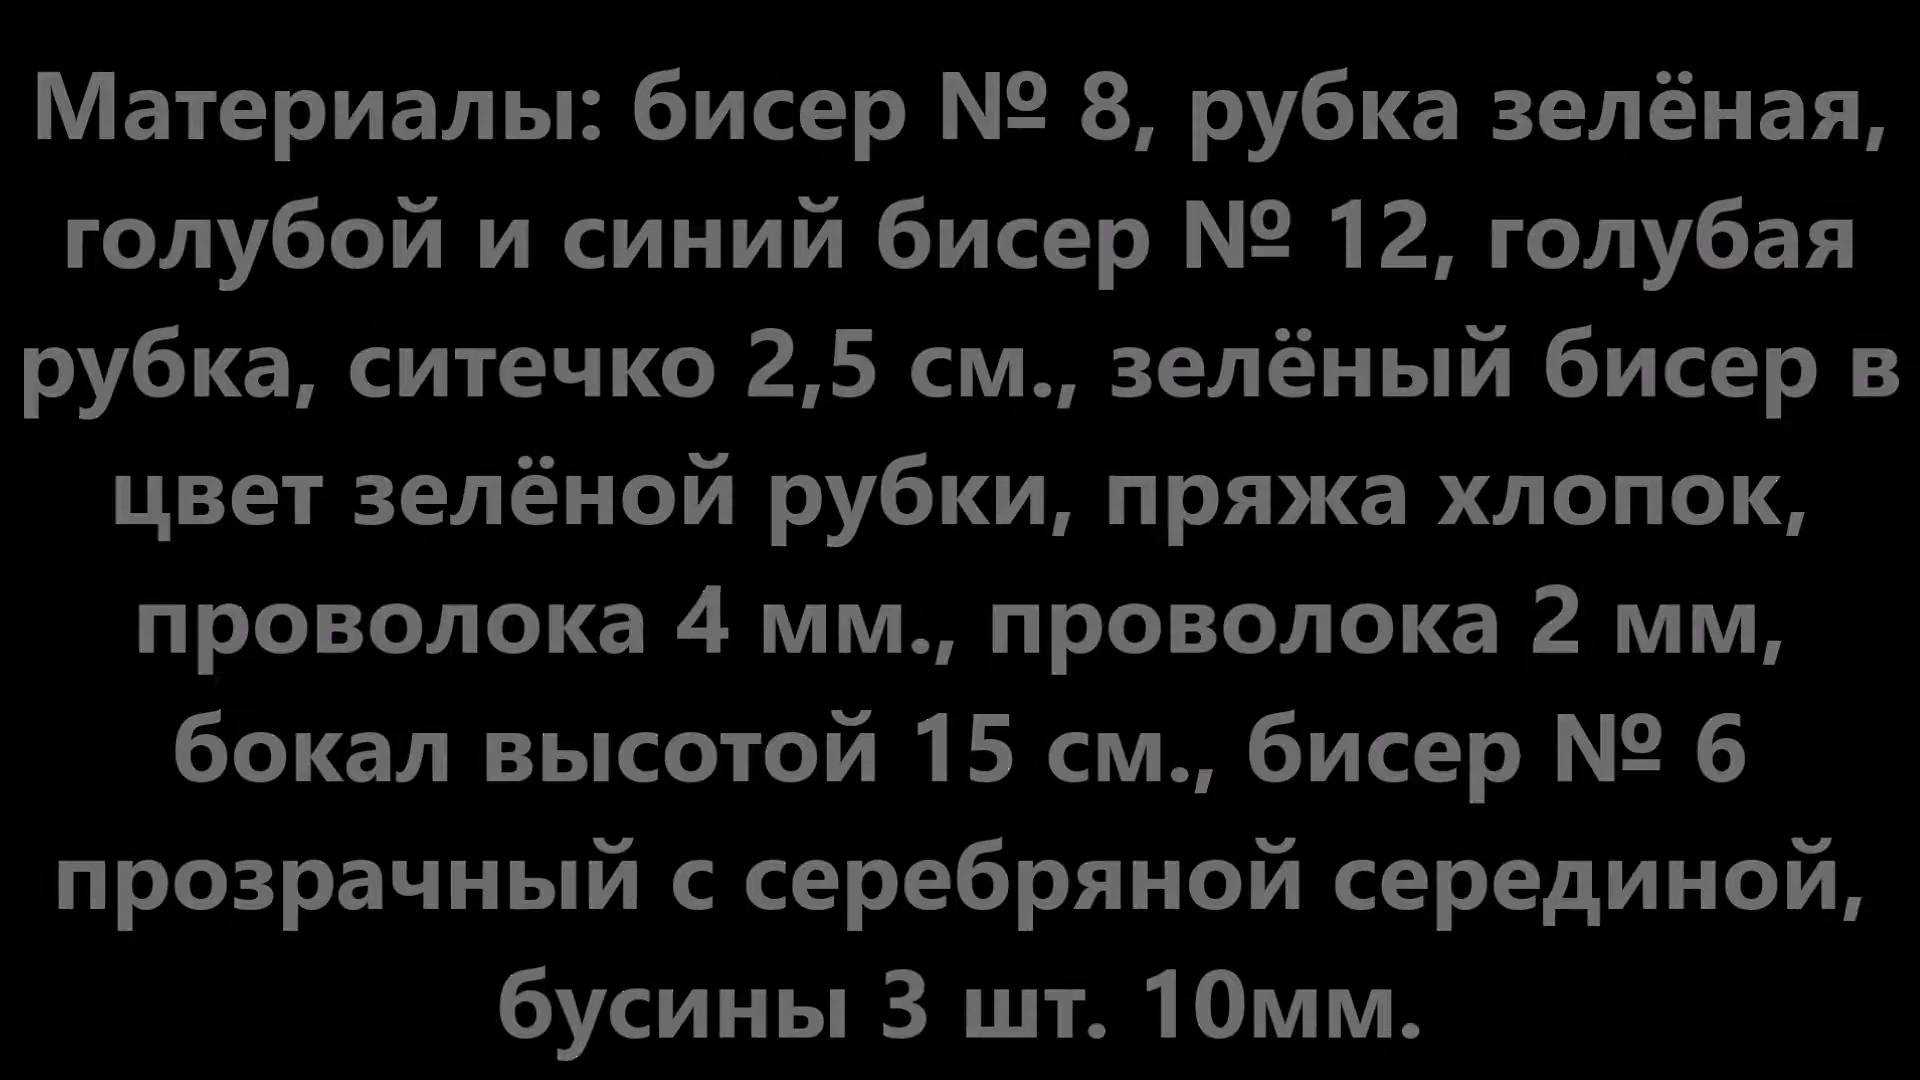 Материалы: бисер № 8, рубка зелёная,
голубой и синий бисер № 12, голубая
рубка, ситечко 2,5 см., зелёный бисер в
цвет зелёной рубки, пряжа хлопок,
проволока 4 мм., проволока 2 мм,
бокал высотой 15 см., бисер № 6
прозрачный с серебряной серединой,
бусины 3 шт. 10мм.